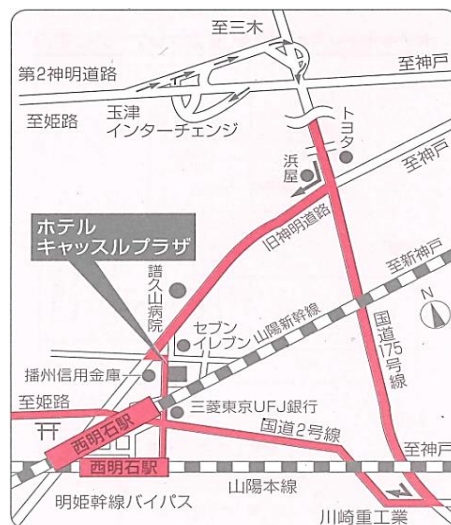 至三木
第2神明道路
至神戸
至姫路
玉津
インターチェンジ
トヨタ
浜屋
至神戸
旧神明道路
ホテル
キャッスルプラザ
譜久山病院
至新神戸
山陽新幹線
N
国道175号線
セブン
イレブン
播州信用金庫
至姫路
三菱東京UFJ銀行
国道2号線
西明石駅
西明石駅
至神戸
山陽本線
明姫幹線バイパス
川崎重工業